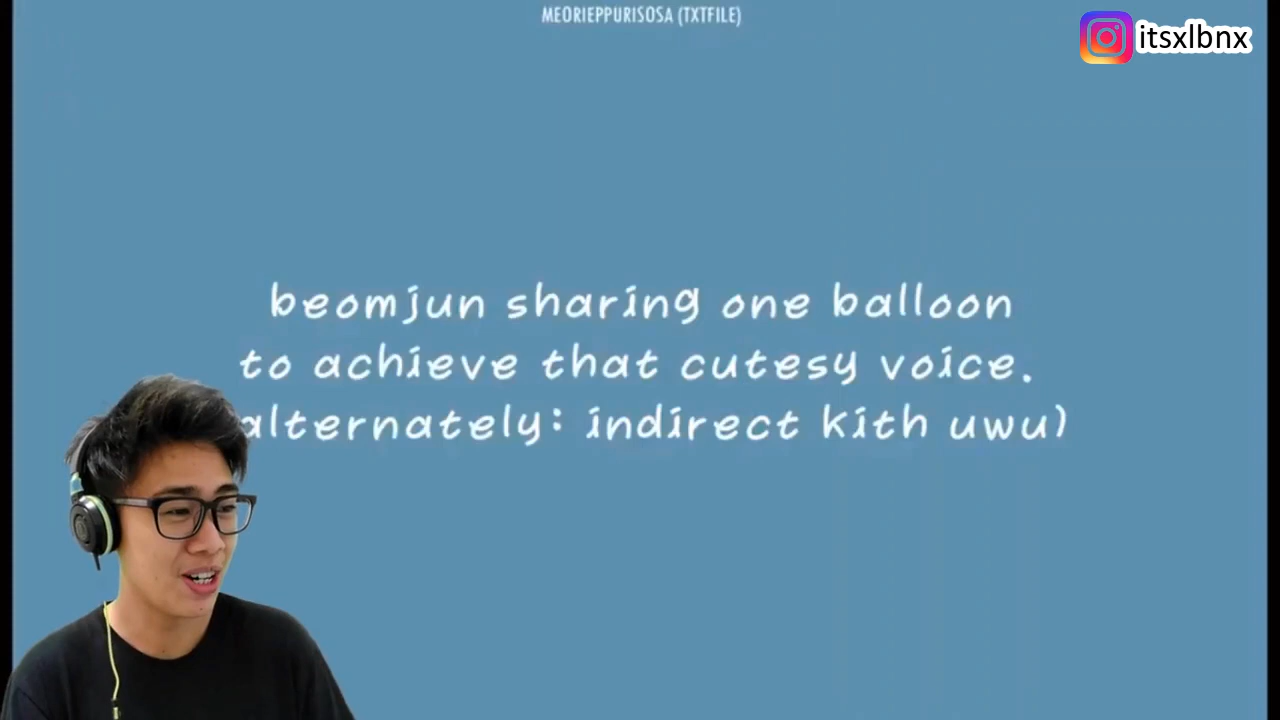 MEORIEPPURISOSA (TXTFILE)
itsxlbnx
beomjun sharing one balloon
to achieve that cutesy voice.
alternately: indirect kith uwu)